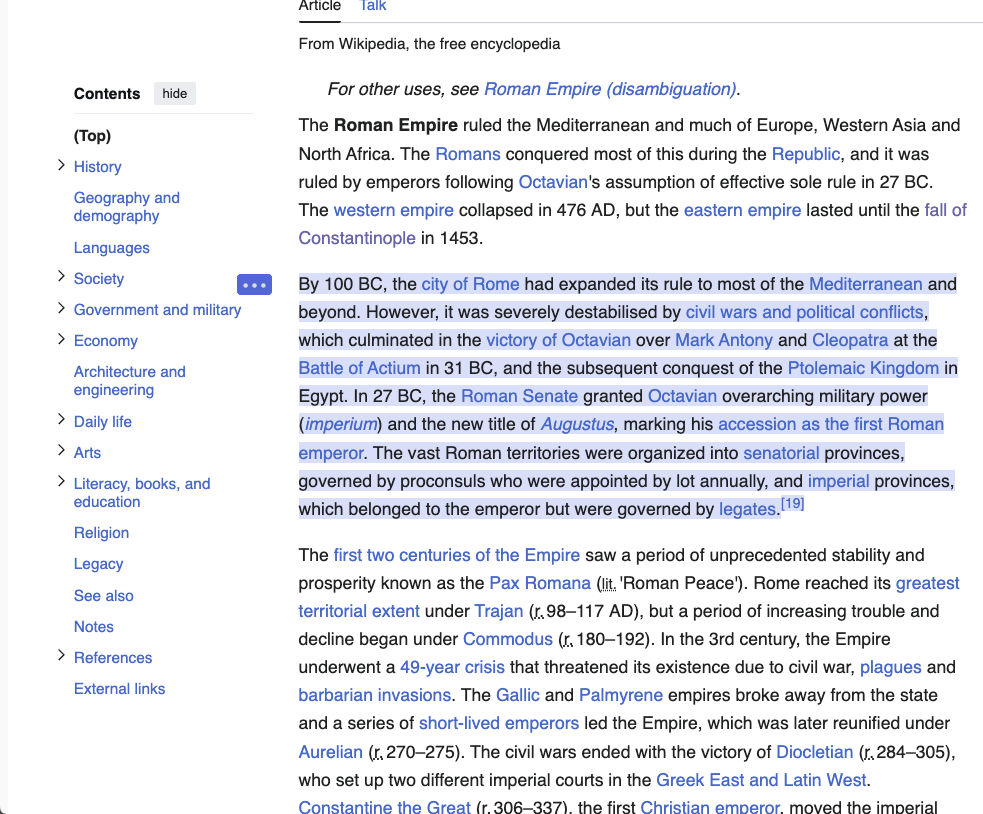 Article Talk
From Wikipedia, the free encyclopedia
Contents hide
(Top)
History
Geography and
demography
Languages
Society
Government and military
Economy
Architecture and
engineering
Daily life
Arts
Literacy, books, and
education
Religion
Legacy
See also
Notes
References
External links
For other uses, see Roman Empire (disambiguation).
The Roman Empire ruled the Mediterranean and much of Europe, Western Asia and
North Africa. The Romans conquered most of this during the Republic, and it was
ruled by emperors following Octavian's assumption of effective sole rule in 27 BC.
The western empire collapsed in 476 AD, but the eastern empire lasted until the fall of
Constantinople in 1453.
By 100 BC, the city of Rome had expanded its rule to most of the Mediterranean and
beyond. However, it was severely destabilised by civil wars and political conflicts,
which culminated in the victory of Octavian over Mark Antony and Cleopatra at the
Battle of Actium in 31 BC, and the subsequent conquest of the Ptolemaic Kingdom in
Egypt. In 27 BC, the Roman Senate granted Octavian overarching military power
(imperium) and the new title of Augustus, marking his accession as the first Roman
emperor. The vast Roman territories were organized into senatorial provinces,
governed by proconsuls who were appointed by lot annually, and imperial provinces,
which belonged to the emperor but were governed by legates.[19]
The first two centuries of the Empire saw a period of unprecedented stability and
prosperity known as the Pax Romana (lit. 'Roman Peace'). Rome reached its greatest
territorial extent under Trajan (r. 98–117 AD), but a period of increasing trouble and
decline began under Commodus (r. 180–192). In the 3rd century, the Empire
underwent a 49-year crisis that threatened its existence due to civil war, plagues and
barbarian invasions. The Gallic and Palmyrene empires broke away from the state
and a series of short-lived emperors led the Empire, which was later reunified under
Aurelian (r. 270–275). The civil wars ended with the victory of Diocletian (r. 284–305),
who set up two different imperial courts in the Greek East and Latin West.
Constantine the Great (r. 306–337), the first Christian emperor, moved the imperial